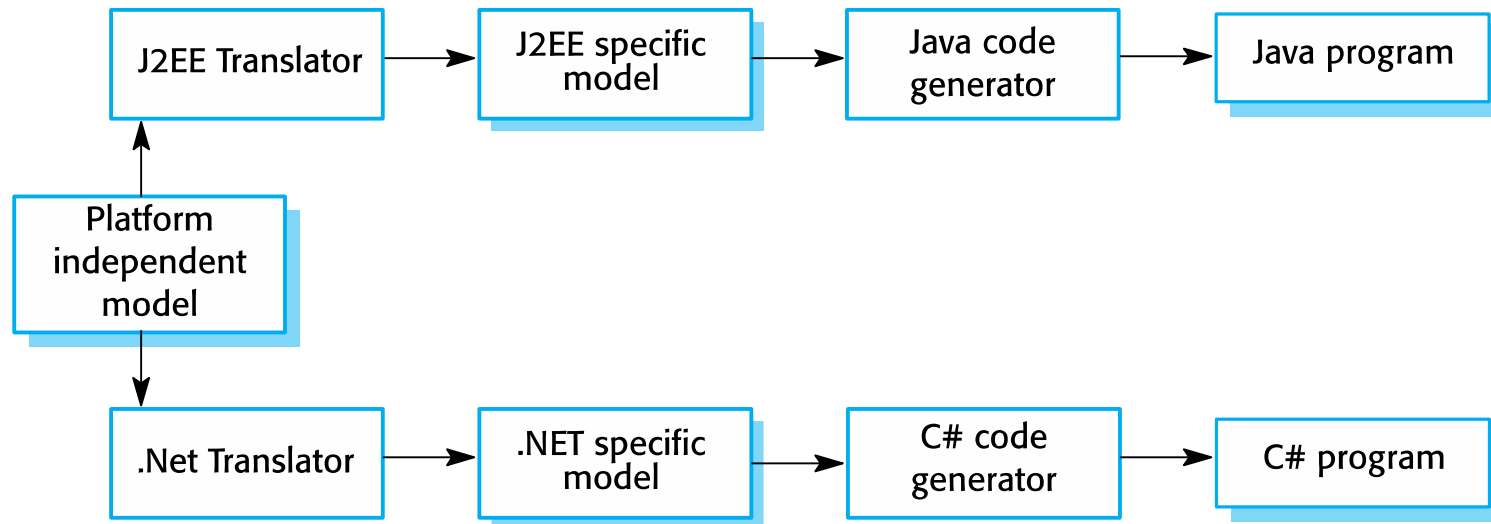 J2EE Translator
J2EE specific
model
Java code
generator
Java program
Platform
independent
model
.Net Translator
.NET specific
model
C# code
generator
C# program